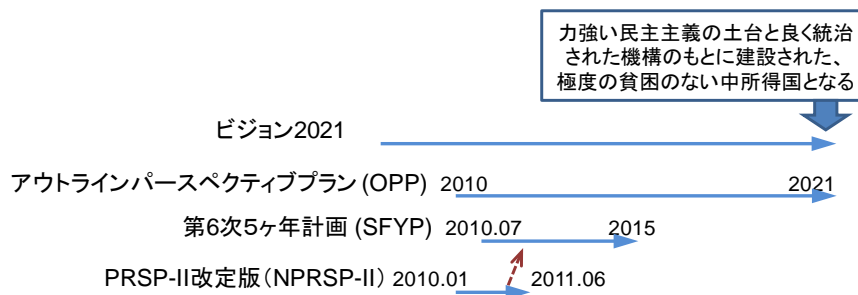 力強い民主主義の土台と良く統治
された機構のもとに建設された、
極度の貧困のない中所得国となる
ビジョン2021
アウトラインパースペクティブプラン (OPP) 2010 2021
第6次5ヶ年計画 (SFYP) 2010.07 2015
PRSP-II改定版（NPRSP-II） 2010.01 2011.06